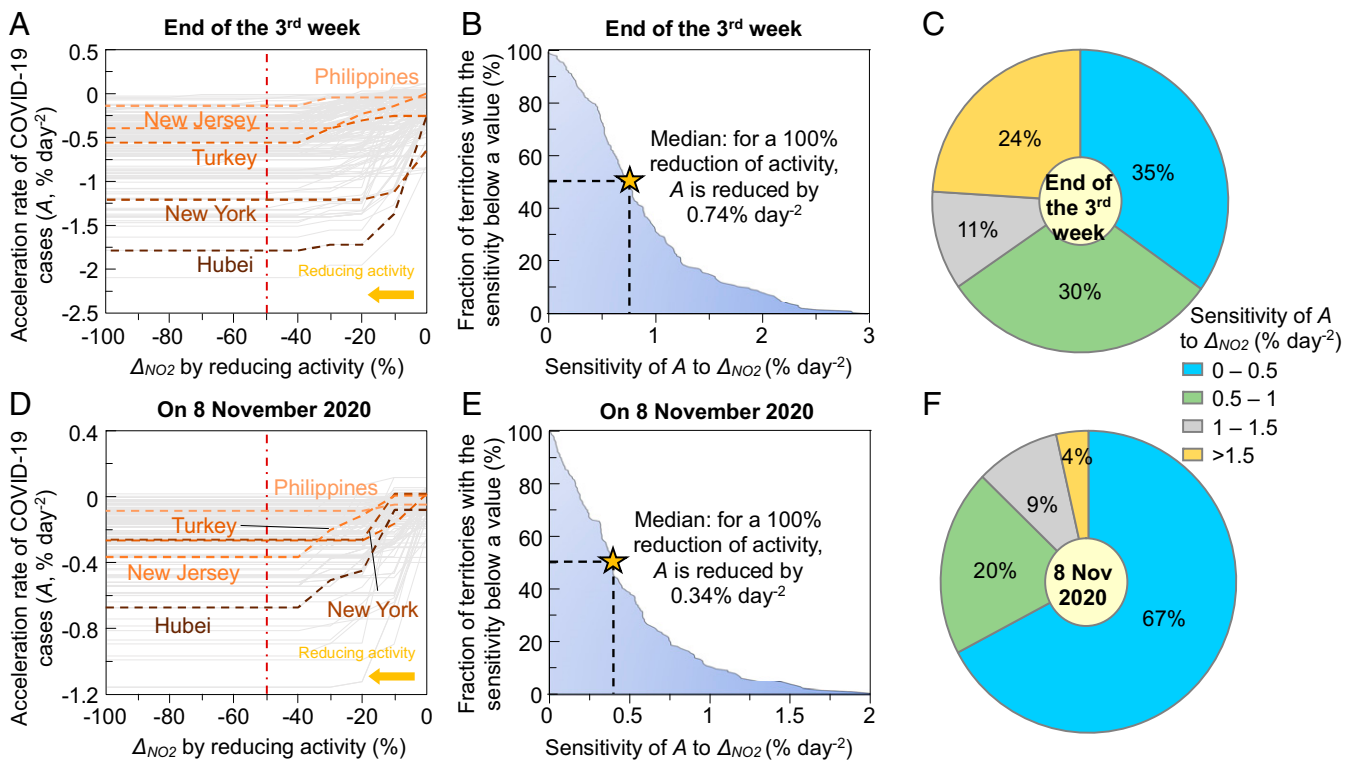 A
End of the 3rd week
Acceleration rate of COVID-19
cases (A, % day-2)
0.5
0
-0.5
-1
-1.5
-2
-2.5
Philippines
New Jersey
Turkey
New York
Hubei
Reducing activity
-100 -80 -60 -40 -20 0
ΔNO2 by reducing activity (%)
B
End of the 3rd week
Fraction of territories with the
sensitivity below a value (%)
100
80
60
40
20
0
Median: for a 100%
reduction of activity,
A is reduced by
0.74% day-2
0 1 2 3
Sensitivity of A to ΔNO2 (% day-2)
C
24%
35%
11%
30%
End of
the 3rd
week
Sensitivity of A
to ΔNO2 (% day-2)
0 – 0.5
0.5 – 1
1 – 1.5
>1.5
D
On 8 November 2020
Acceleration rate of COVID-19
cases (A, % day-2)
0.4
0
-0.4
-0.8
-1.2
Philippines
Turkey
New Jersey
New York
Hubei
Reducing activity
-100 -80 -60 -40 -20 0
ΔNO2 by reducing activity (%)
E
On 8 November 2020
Fraction of territories with the
sensitivity below a value (%)
100
80
60
40
20
0
Median: for a 100%
reduction of activity,
A is reduced by
0.34% day-2
0 0.5 1 1.5 2
Sensitivity of A to ΔNO2 (% day-2)
F
4%
9%
20%
67%
8 Nov
2020